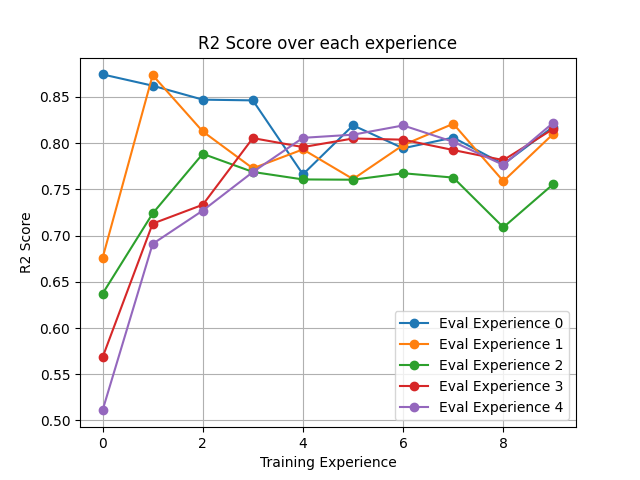 R2 Score over each experience
R2 Score
0.85
0.80
0.75
0.70
0.65
0.60
0.55
0.50
0
2
4
6
8
Training Experience
Eval Experience 0
Eval Experience 1
Eval Experience 2
Eval Experience 3
Eval Experience 4